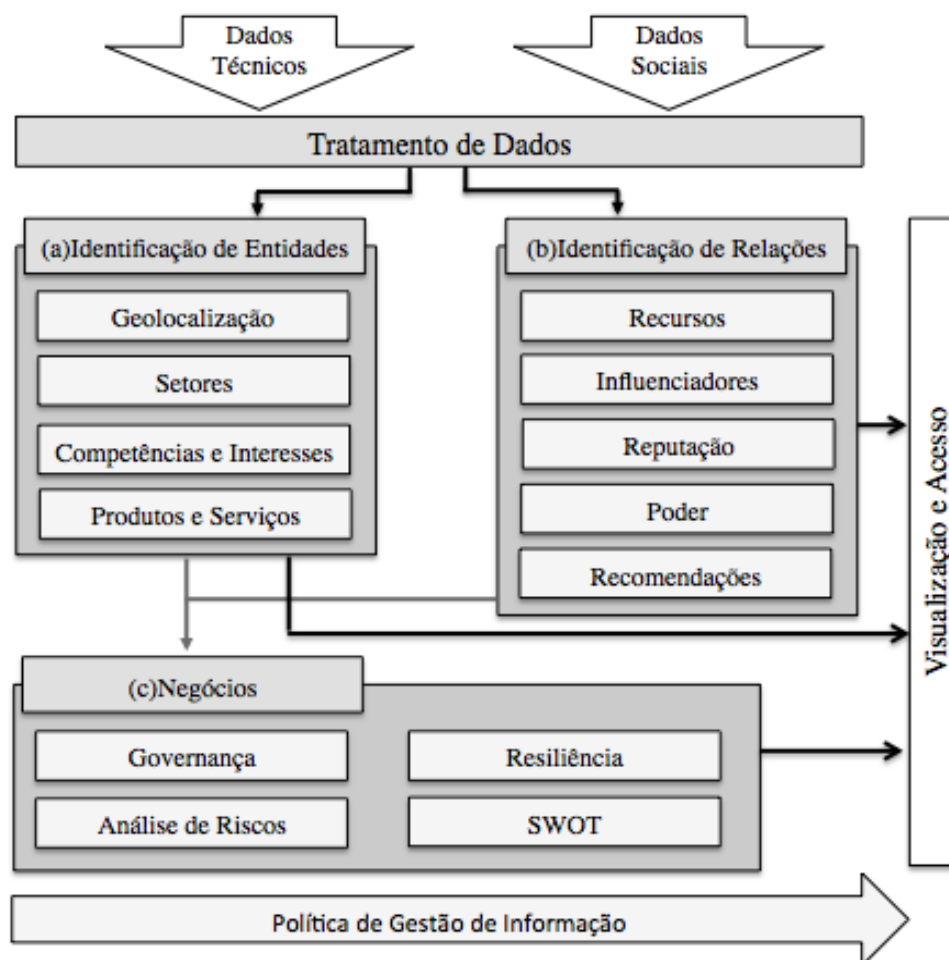 Dados
Técnicos
Dados
Sociais
Tratamento de Dados
(a)Identificação de Entidades
Geolocalização
Setores
Competências e Interesses
Produtos e Serviços
(b)Identificação de Relações
Recursos
Influenciadores
Reputação
Poder
Recomendações
(c)Negócios
Governança
Resiliência
Análise de Riscos
SWOT
Visualização e Acesso
Política de Gestão de Informação